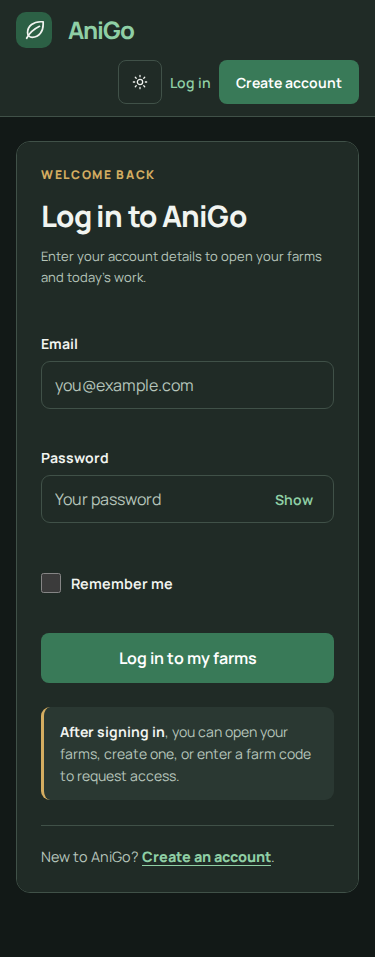 AniGo
Log in
Create account
WELCOME BACK
Log in to AniGo
Enter your account details to open your farms
and today's work.
Email
you@example.com
Password
Your password
Show
Remember me
Log in to my farms
After signing in, you can open your
farms, create one, or enter a farm code
to request access.
New to AniGo? Create an account.